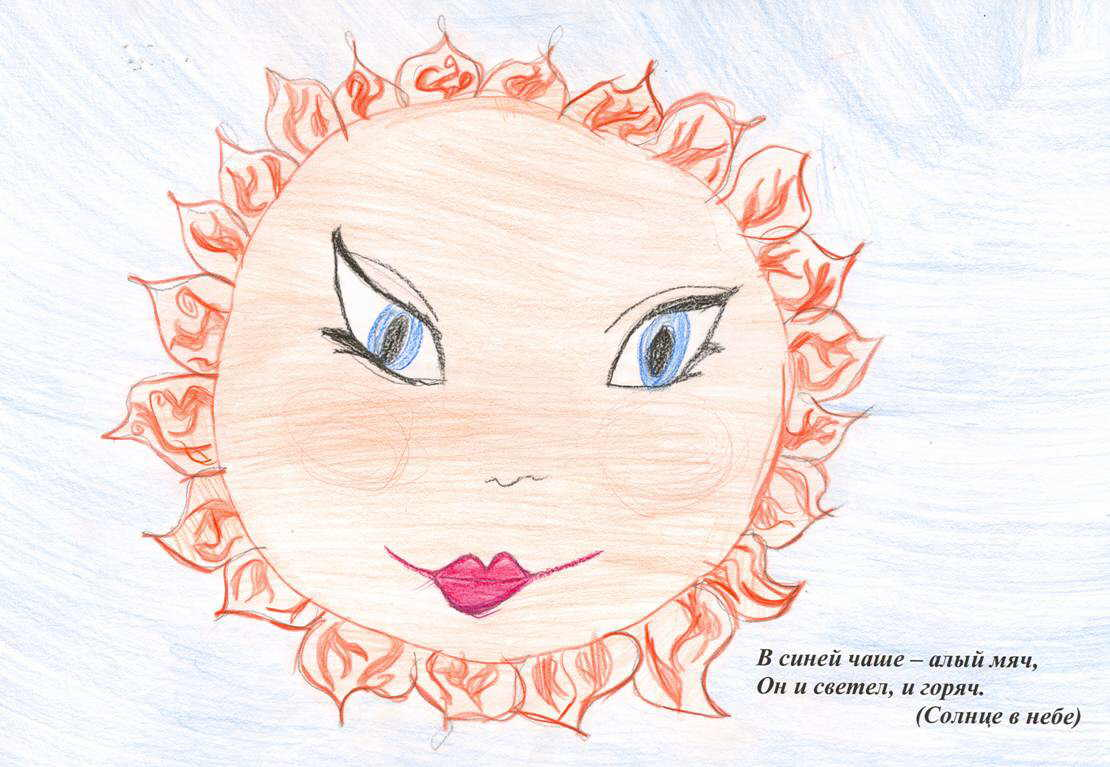 В синей чаше – алый мяч,
Он и светел, и горяч.
(Солнце в небе)